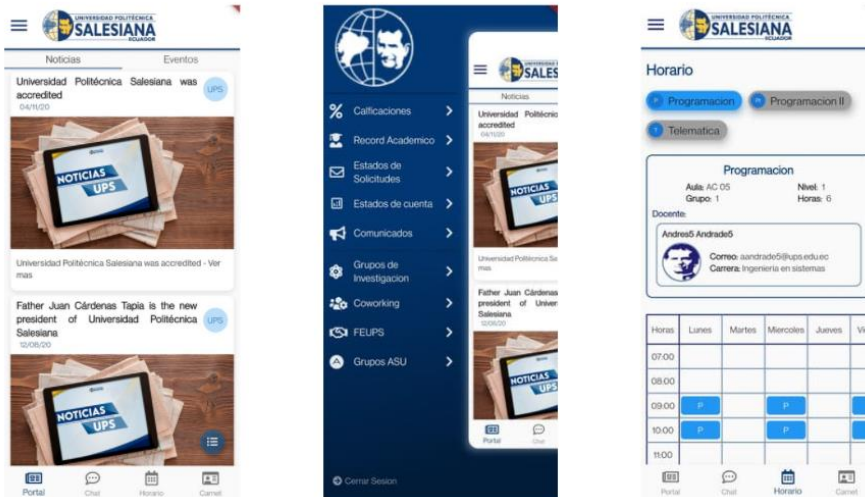 UNIVERSIDAD POLITÉCNICA
SALESIANA
ECUADOR
Noticias
Eventos
Universidad Politécnica Salesiana was
accredited
UPS
04/11/20
NOTICIAS
UPS
Universidad Politécnica Salesiana was accredited - Ver
mas
Father Juan Cárdenas Tapia is the new
president of Universidad Politécnica
Salesiana
UPS
12/08/20
NOTICIAS
UPS
Portal
Chat
Horario
Carnet
Calificaciones
Record Academico
Estados de
Solicitudes
Estados de cuenta
Comunicados
Grupos de
Investigacion
Coworking
FEUPS
Grupos ASU
Cerrar Sesion
SALES
Noticias
Universidad Politécnic
accredited
04/11/20
NOTICIAS
UPS
Universidad Politécnica Sa
mas
Father Juan Cárdenas
president of Univer
Salesiana
12/08/20
NOTICIAS
UPS
Portal
Chat
UNIVERSIDAD POLITÉCNICA
SALESIANA
ECUADOR
Horario
P Programacion
PI Programacion II
T Telematica
Programacion
Aula: AC 05
Nivel: 1
Grupo: 1
Horas: 6
Docente:
Andres5 Andrade5
Correo: aandrade5@ups.edu.ec
Carrera: Ingenieria en sistemas
Horas Lunes Martes Miercoles Jueves Vi
07:00
08:00
09:00 P P
10:00 P P
11:00
Portal
Chat
Horario
Carnet